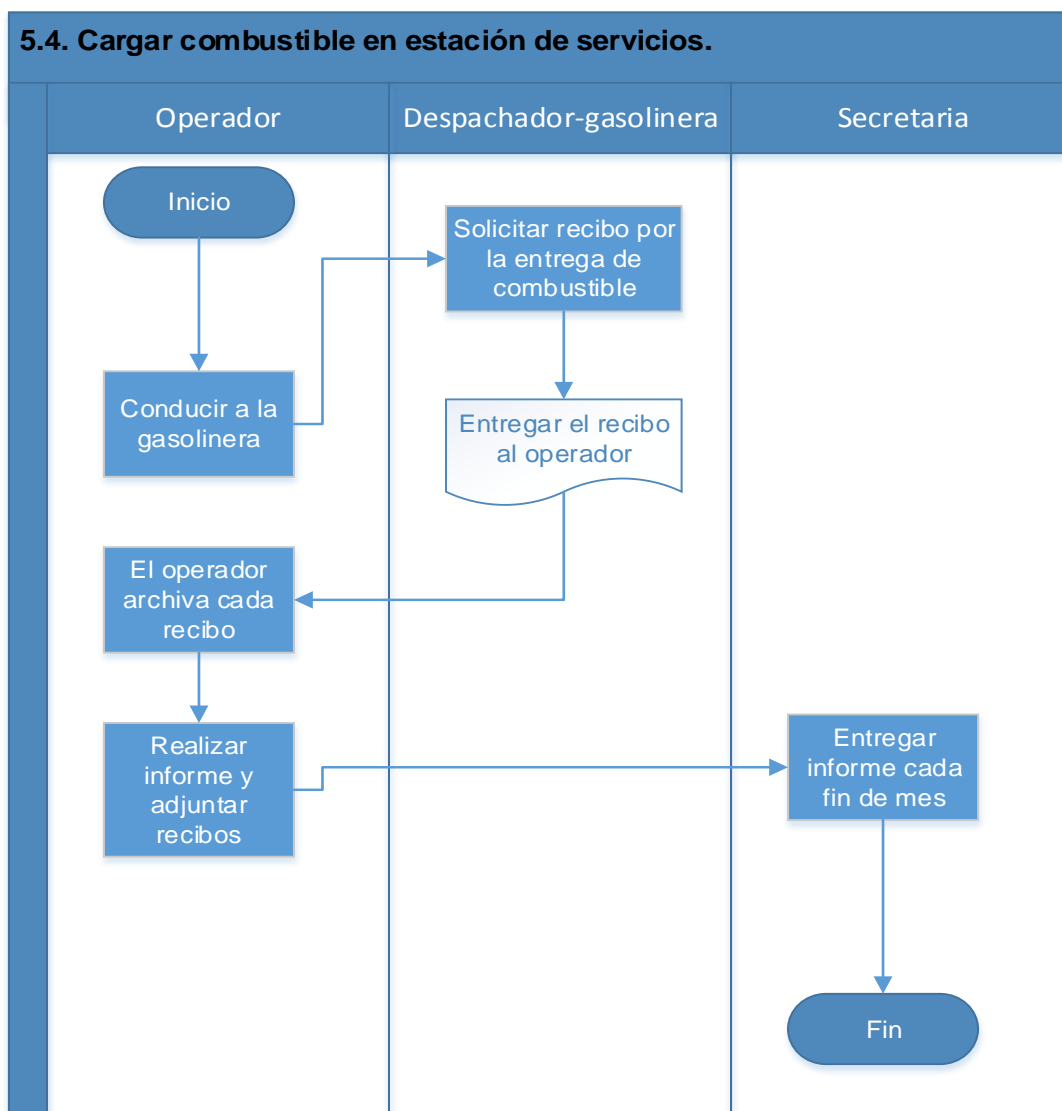 5.4. Cargar combustible en estación de servicios.
Operador
Despachador-gasolinera
Secretaria
Inicio
Conducir a la
gasolinera
Solicitar recibo por
la entrega de
combustible
Entregar el recibo
al operador
El operador
archiva cada
recibo
Realizar
informe y
adjuntar
recibos
Entregar
informe cada
fin de mes
Fin